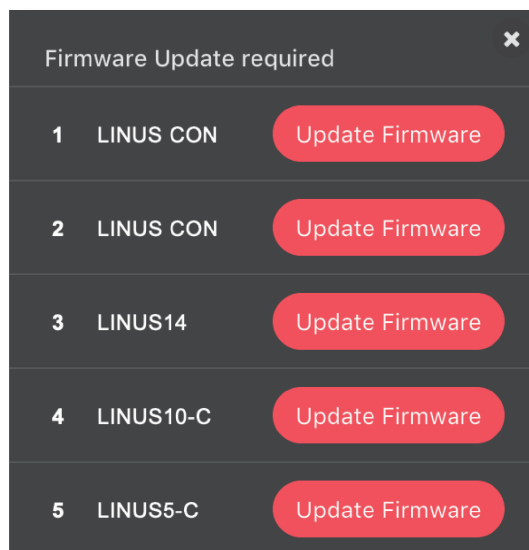 Firmware Update required
1 LINUS CON Update Firmware
2 LINUS CON Update Firmware
3 LINUS14 Update Firmware
4 LINUS10-C Update Firmware
5 LINUS5-C Update Firmware